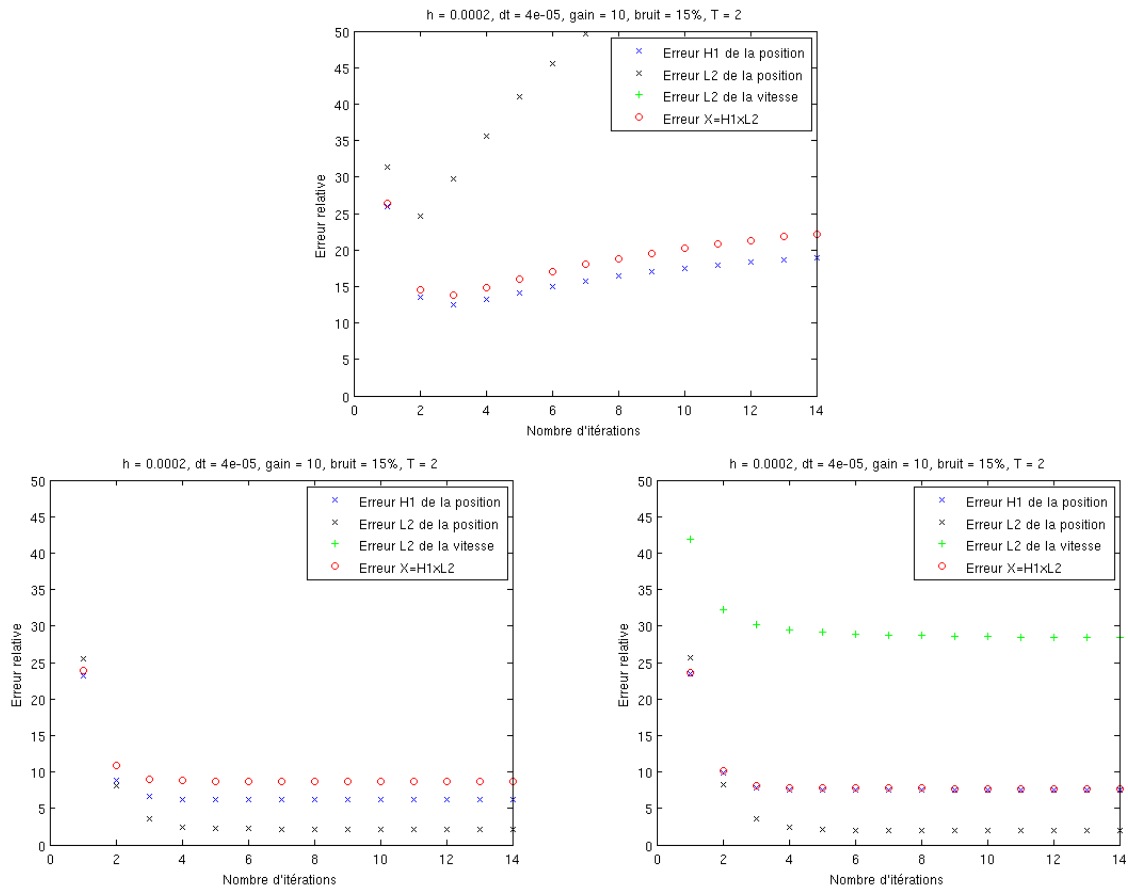 h = 0.0002, dt = 4e-05, gain = 10, bruit = 15%, T = 2
50
45
40
35
30
25
20
15
10
5
0
Erreur relative
Erreur H1 de la position
Erreur L2 de la position
Erreur L2 de la vitesse
Erreur X=H1xL2
0 2 4 6 8 10 12 14
Nombre d'itérations
h = 0.0002, dt = 4e-05, gain = 10, bruit = 15%, T = 2
50
45
40
35
30
25
20
15
10
5
0
Erreur relative
Erreur H1 de la position
Erreur L2 de la position
Erreur L2 de la vitesse
Erreur X=H1xL2
0 2 4 6 8 10 12 14
Nombre d'itérations
h = 0.0002, dt = 4e-05, gain = 10, bruit = 15%, T = 2
50
45
40
35
30
25
20
15
10
5
0
Erreur relative
Erreur H1 de la position
Erreur L2 de la position
Erreur L2 de la vitesse
Erreur X=H1xL2
0 2 4 6 8 10 12 14
Nombre d'itérations